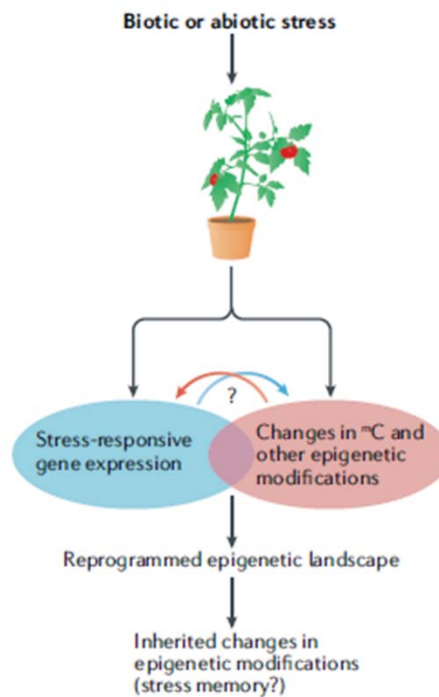 Biotic or abiotic stress
?
Stress-responsive
gene expression
Changes in ᵐC and
other epigenetic
modifications
Reprogrammed epigenetic landscape
Inherited changes in
epigenetic modifications
(stress memory?)